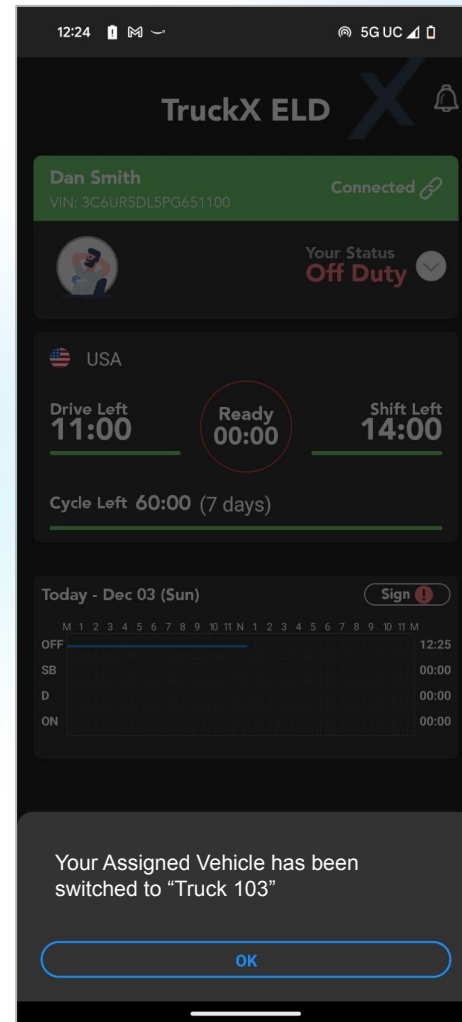 12:24 5G UC
TruckX ELD
Dan Smith
Connected
VIN: 3C6UR5DL5PG651100
Your Status
Off Duty
USA
Drive Left
11:00
Ready
00:00
Shift Left
14:00
Cycle Left 60:00 (7 days)
Today - Dec 03 (Sun)
Sign
M 1 2 3 4 5 6 7 8 9 10 11 N 1 2 3 4 5 6 7 8 9 10 11 M
OFF 12:25
SB 00:00
D 00:00
ON 00:00
Your Assigned Vehicle has been
switched to “Truck 103”
OK